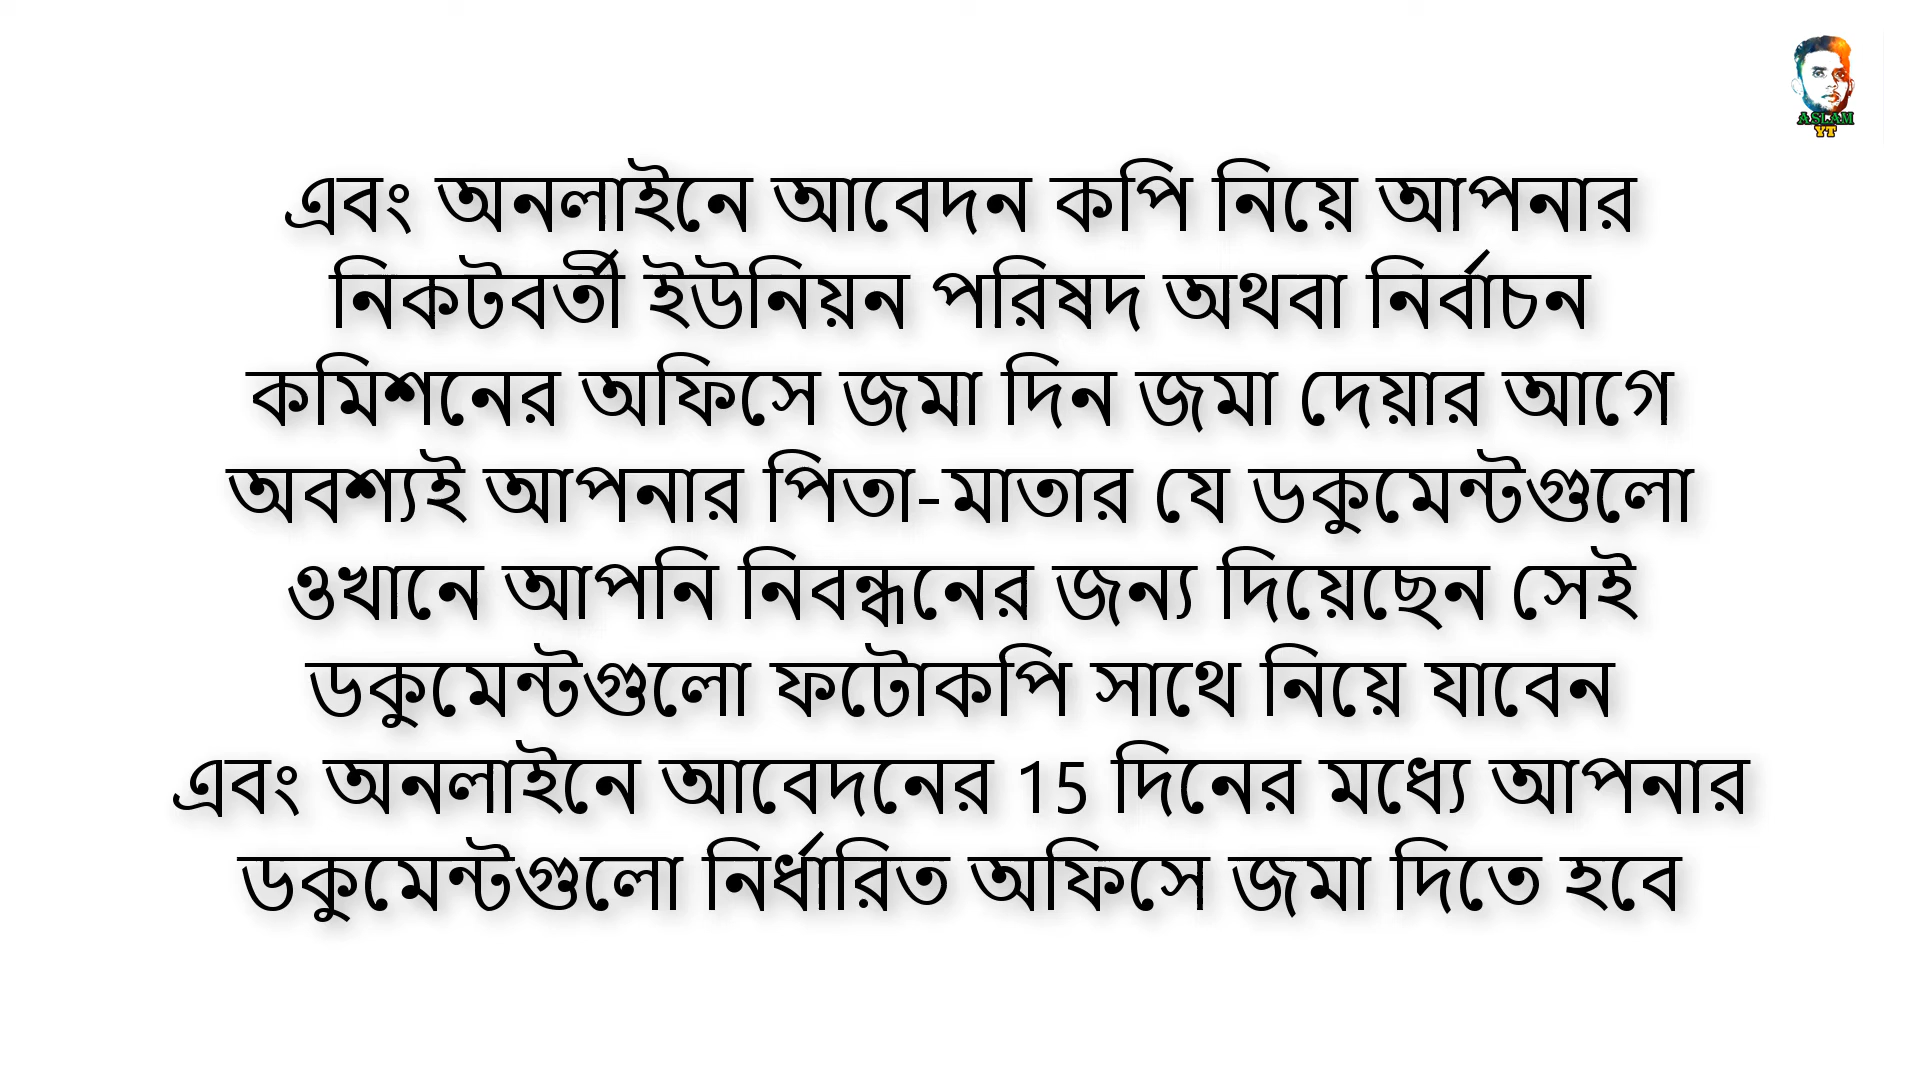 ASLAM
YT
এবং অনলাইনে আবেদন কপি নিয়ে আপনার
নিকটবর্তী ইউনিয়ন পরিষদ অথবা নির্বাচন
কমিশনের অফিসে জমা দিন জমা দেয়ার আগে
অবশ্যই আপনার পিতা-মাতার যে ডকুমেন্টগুলো
ওখানে আপনি নিবন্ধনের জন্য দিয়েছেন সেই
ডকুমেন্টগুলো ফটোকপি সাথে নিয়ে যাবেন
এবং অনলাইনে আবেদনের 15 দিনের মধ্যে আপনার
ডকুমেন্টগুলো নির্ধারিত অফিসে জমা দিতে হবে